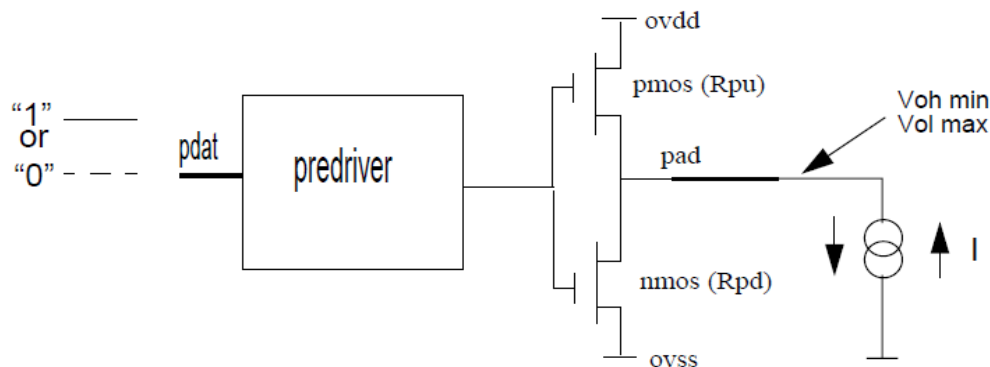 ovdd
pmos (Rpu)
Voh min
Vol max
“1”
or
“0”
pdat
predriver
pad
nmos (Rpd)
I
ovss